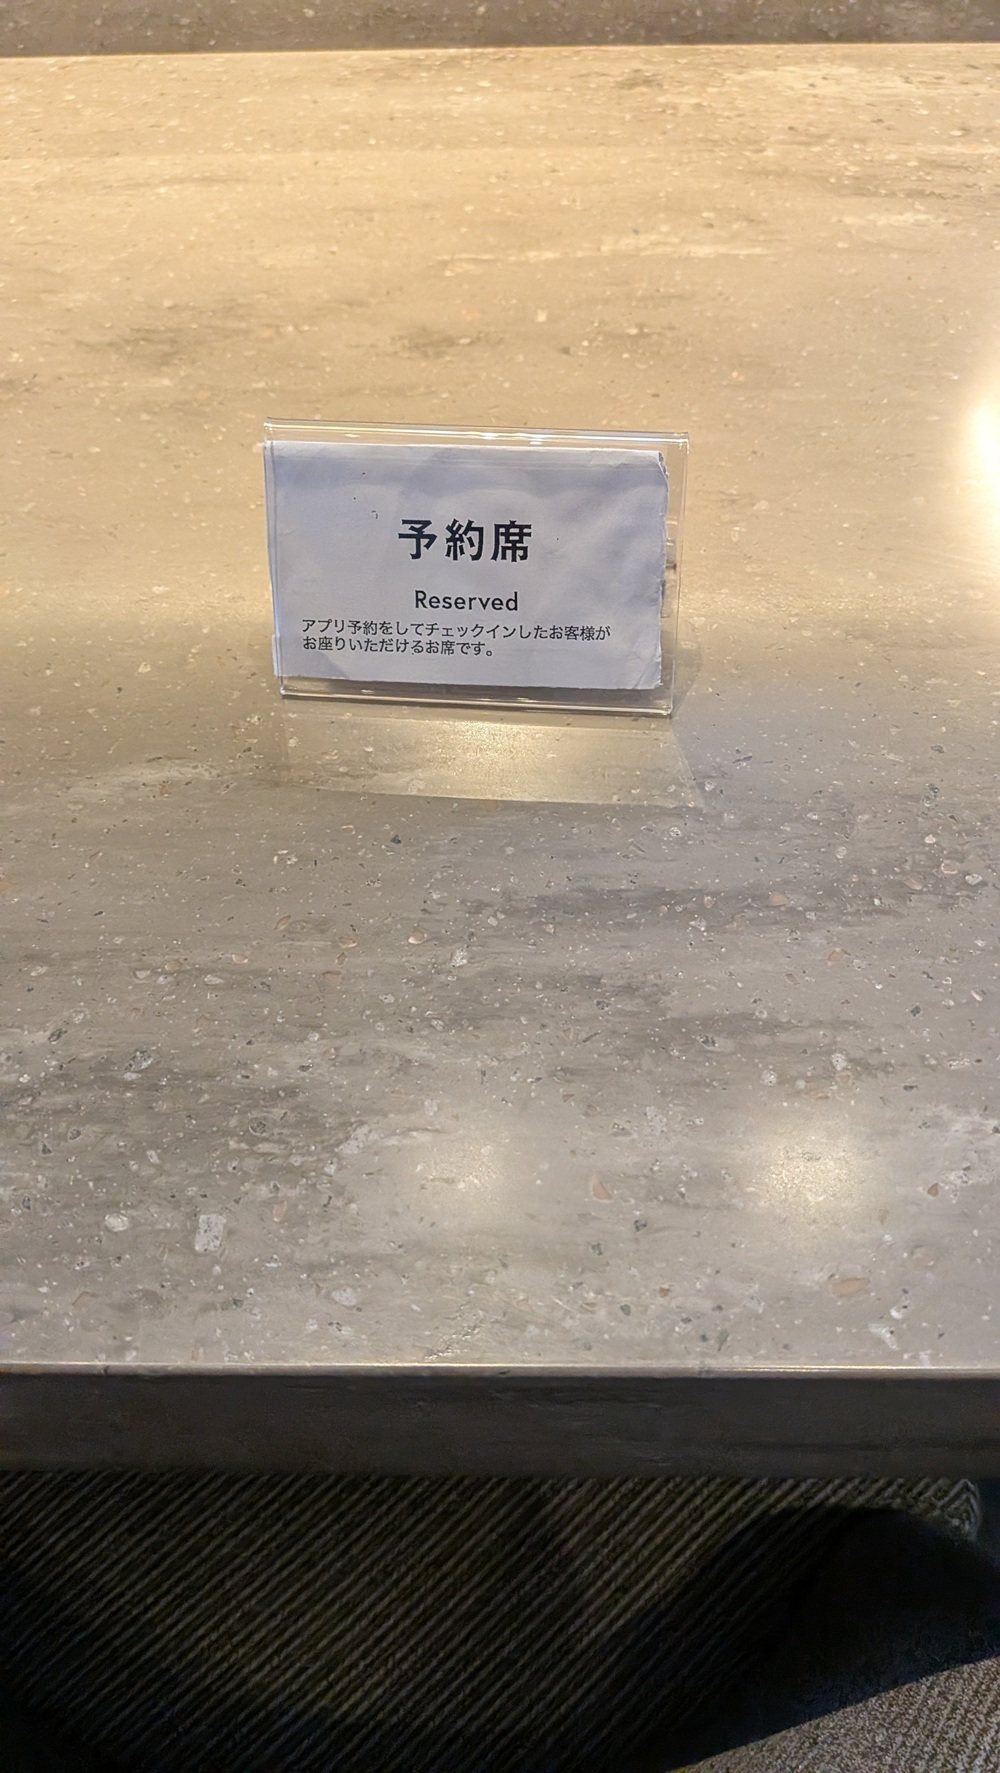 予約席
Reserved
アプリ予約をしてチェックインしたお客様が
お座りいただけるお席です。